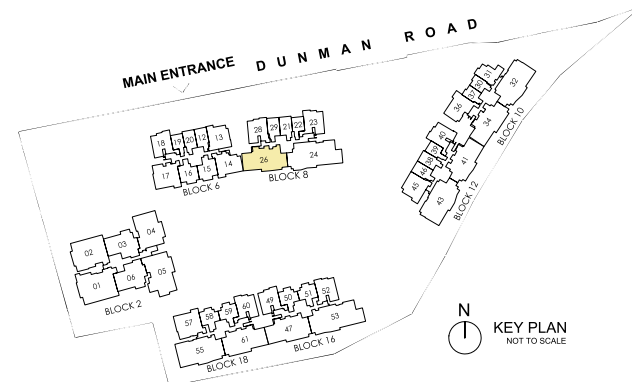 DUNMAN ROAD
MAIN ENTRANCE
31
30
37
32
36
34
BLOCK 10
18 19 20 12 13
28 29 21 22 23
17 16 15 14
26 24
BLOCK 6
BLOCK 8
40
39
38
46
45
41
43
BLOCK 12
02 03 04
01 06 05
BLOCK 2
57 58 59 60
49 50 51 52
55 61
47 53
BLOCK 18
BLOCK 16
N
KEY PLAN
NOT TO SCALE